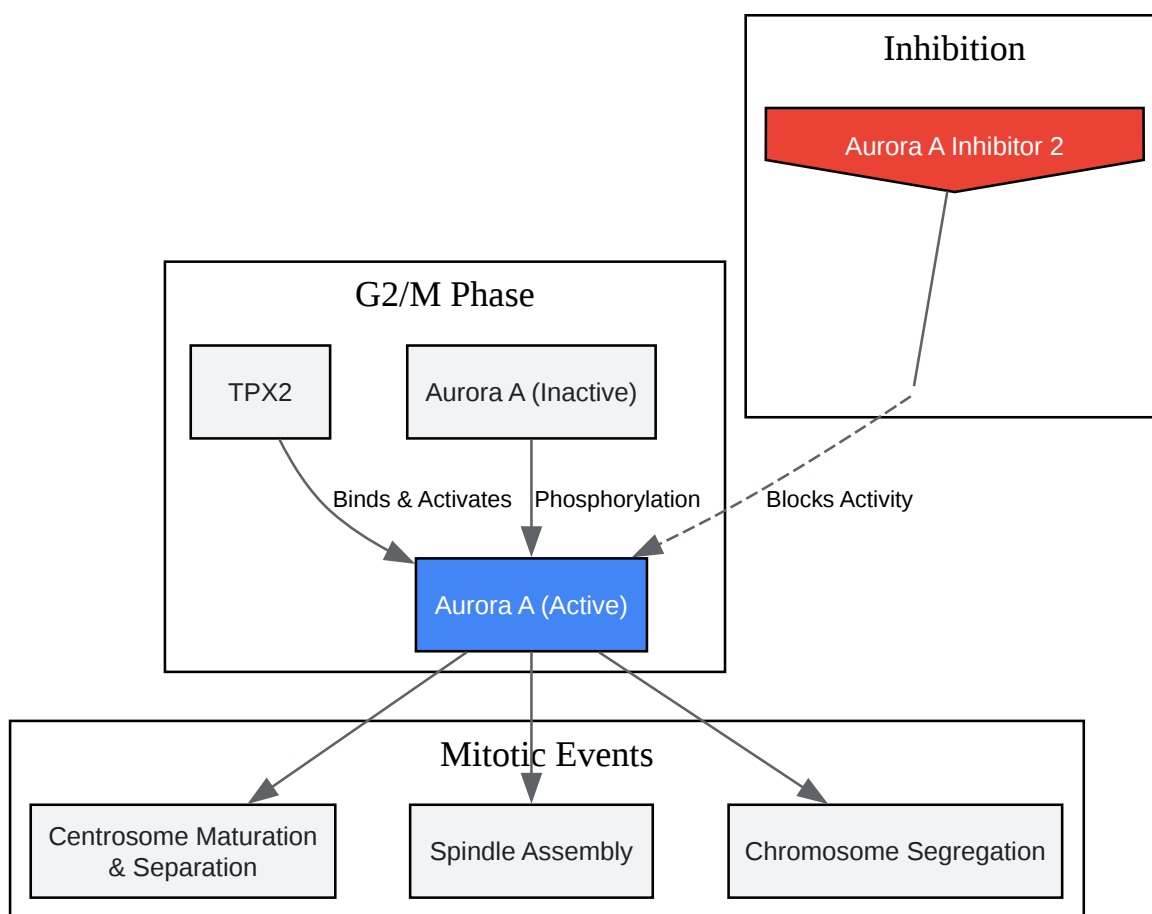 Inhibition
Aurora A Inhibitor 2
G2/M Phase
TPX2
Aurora A (Inactive)
Binds & Activates
Phosphorylation
Blocks Activity
Aurora A (Active)
Mitotic Events
Centrosome Maturation
& Separation
Spindle Assembly
Chromosome Segregation